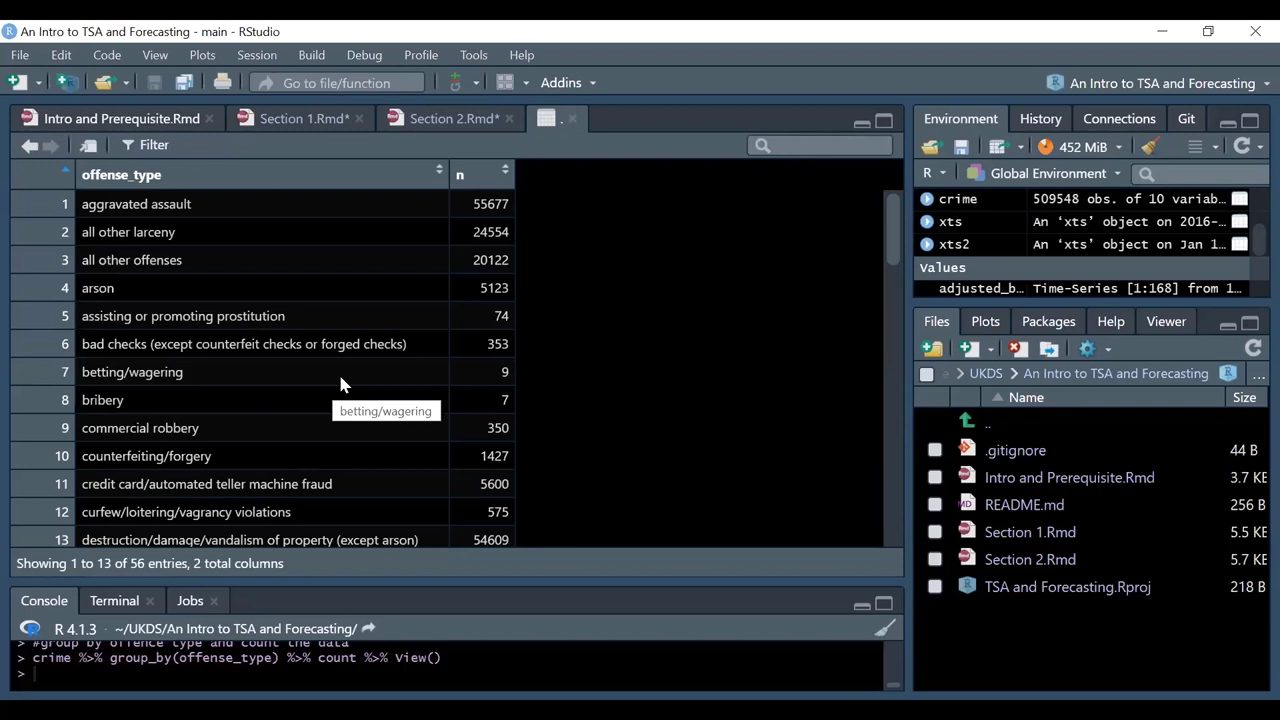 An Intro to TSA and Forecasting - main - RStudio
File Edit Code View Plots Session Build Debug Profile Tools Help
Go to file/function Addins An Intro to TSA and Forecasting
Intro and Prerequisite.Rmd Section 1.Rmd* Section 2.Rmd* .
Filter
offense_type n
1 aggravated assault 55677
2 all other larceny 24554
3 all other offenses 20122
4 arson 5123
5 assisting or promoting prostitution 74
6 bad checks (except counterfeit checks or forged checks) 353
7 betting/wagering 9
8 bribery 7
betting/wagering
9 commercial robbery 350
10 counterfeiting/forgery 1427
11 credit card/automated teller machine fraud 5600
12 curfew/loitering/vagrancy violations 575
13 destruction/damage/vandalism of property (except arson) 54609
Showing 1 to 13 of 56 entries, 2 total columns
Console Terminal Jobs
R 4.1.3 · ~/UKDS/An Intro to TSA and Forecasting/
> #group by offence type and count the data
> crime %>% group_by(offense_type) %>% count %>% View()
>
Environment History Connections Git
452 MiB
R Global Environment
crime 509548 obs. of 10 variab...
xts An ‘xts’ object on 2016-...
xts2 An ‘xts’ object on Jan 1...
Values
adjusted_b... Time-Series [1:168] from 1...
Files Plots Packages Help Viewer
> UKDS > An Intro to TSA and Forecasting ...
Name Size
..
.gitignore 44 B
Intro and Prerequisite.Rmd 3.7 KB
README.md 256 B
Section 1.Rmd 5.5 KB
Section 2.Rmd 5.7 KB
TSA and Forecasting.Rproj 218 B